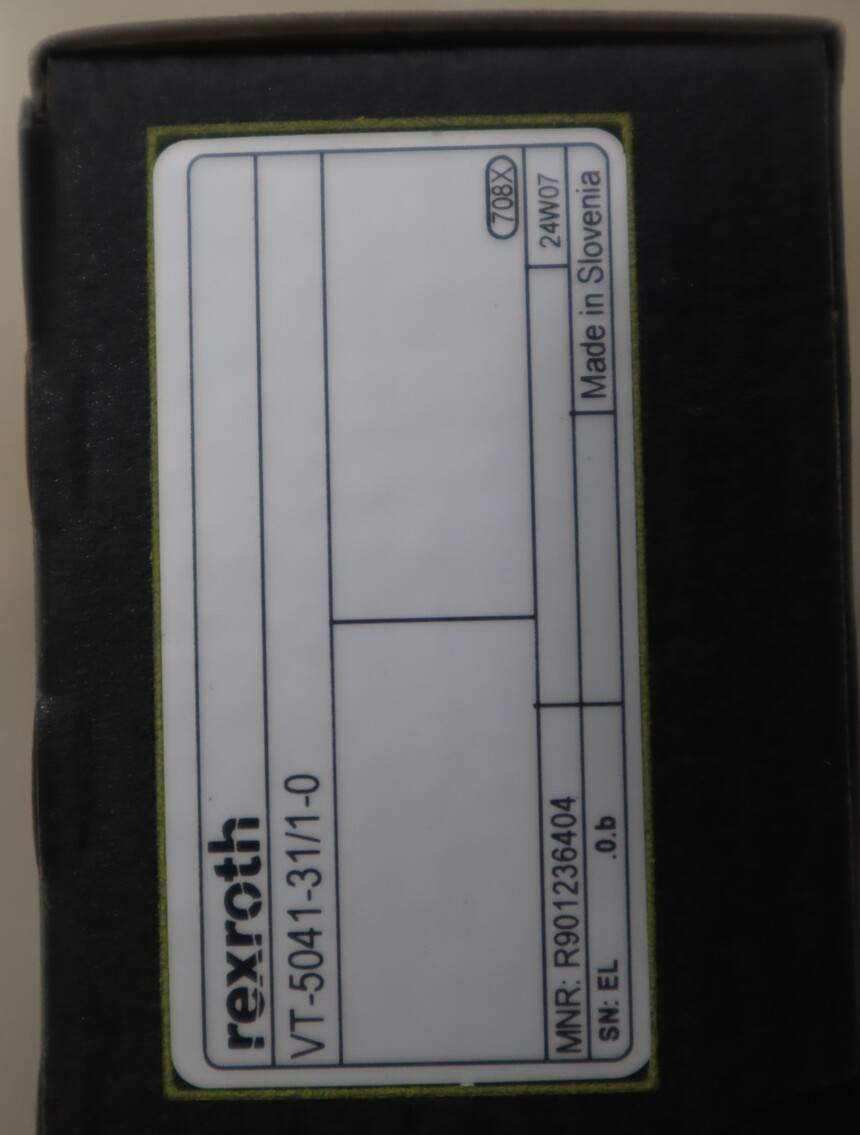 rexroth
VT-5041-31/1-0
708X
MNR: R901236404
24W07
SN: EL .0.b
Made in Slovenia